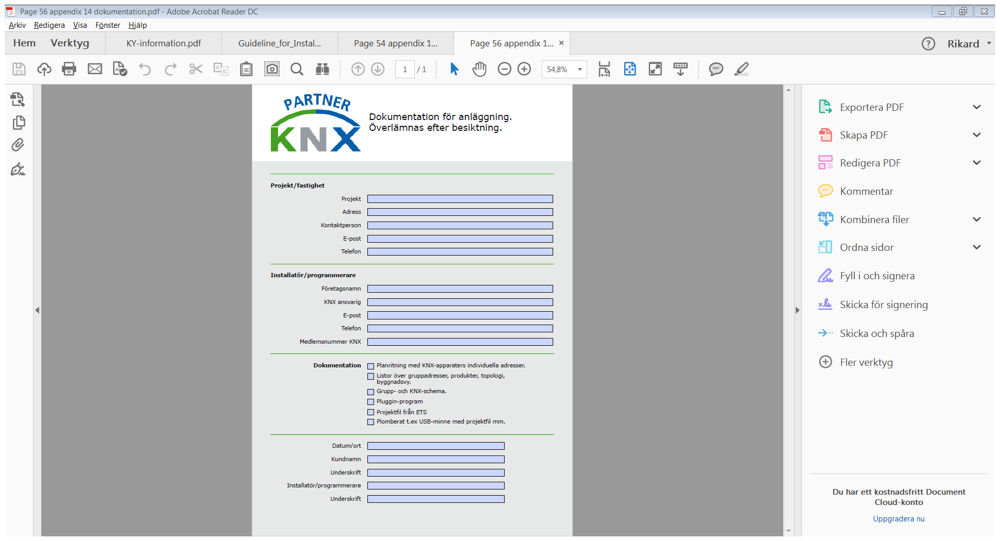 Page 56 appendix 14 dokumentation.pdf - Adobe Acrobat Reader DC
Arkiv Redigera Visa Fönster Hjälp
Hem Verktyg KY-information.pdf Guideline_for_Instal... Page 54 appendix 1... Page 56 appendix 1... × ? Rikard
1 / 1 54,8%
PARTNER
KNX
Dokumentation för anläggning.
Överlämnas efter besiktning.
Projekt/fastighet
Projekt
Adress
Kontaktperson
E-post
Telefon
Installatör/programmerare
Företagsnamn
KNX ansvarig
E-post
Telefon
Medlemsnummer KNX
Dokumentation
Planritning med KNX-apparaters individuella adresser.
Listor över gruppadresser, produkter, topologi,
byggnadsvy.
Grupp- och KNX-schema.
Pluggin-program
Projektfil från ETS
Plomberat t.ex USB-minne med projektfil mm.
Datum/ort
Kundnamn
Underskrift
Installatör/programmerare
Underskrift
Exportera PDF
Skapa PDF
Redigera PDF
Kommentar
Kombinera filer
Ordna sidor
Fyll i och signera
Skicka för signering
Skicka och spåra
Fler verktyg
Du har ett kostnadsfritt Document
Cloud-konto
Uppgradera nu